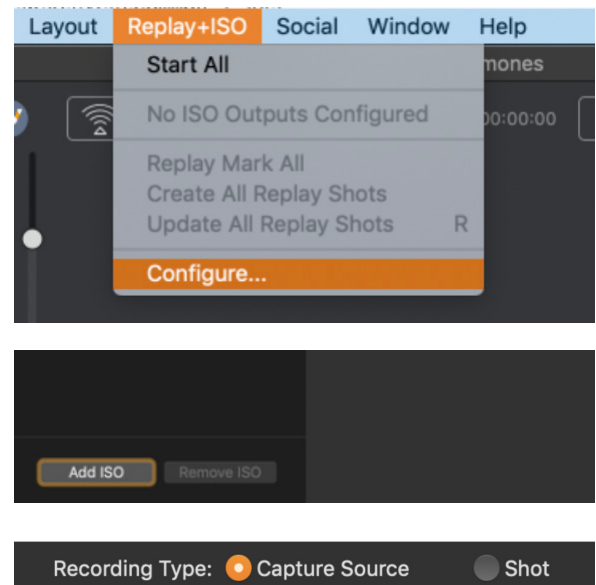 Layout Replay+ISO Social Window Help
Start All
mones
No ISO Outputs Configured
00:00:00
Replay Mark All
Create All Replay Shots
Update All Replay Shots R
Configure...
Add ISO Remove ISO
Recording Type: Capture Source Shot